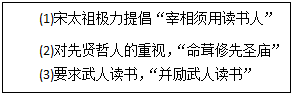 (1)宋太祖极力提倡“宰相须用读书人”
(2)对先贤哲人的重视，“命葺修先圣庙”
(3)要求武人读书，“并励武人读书”